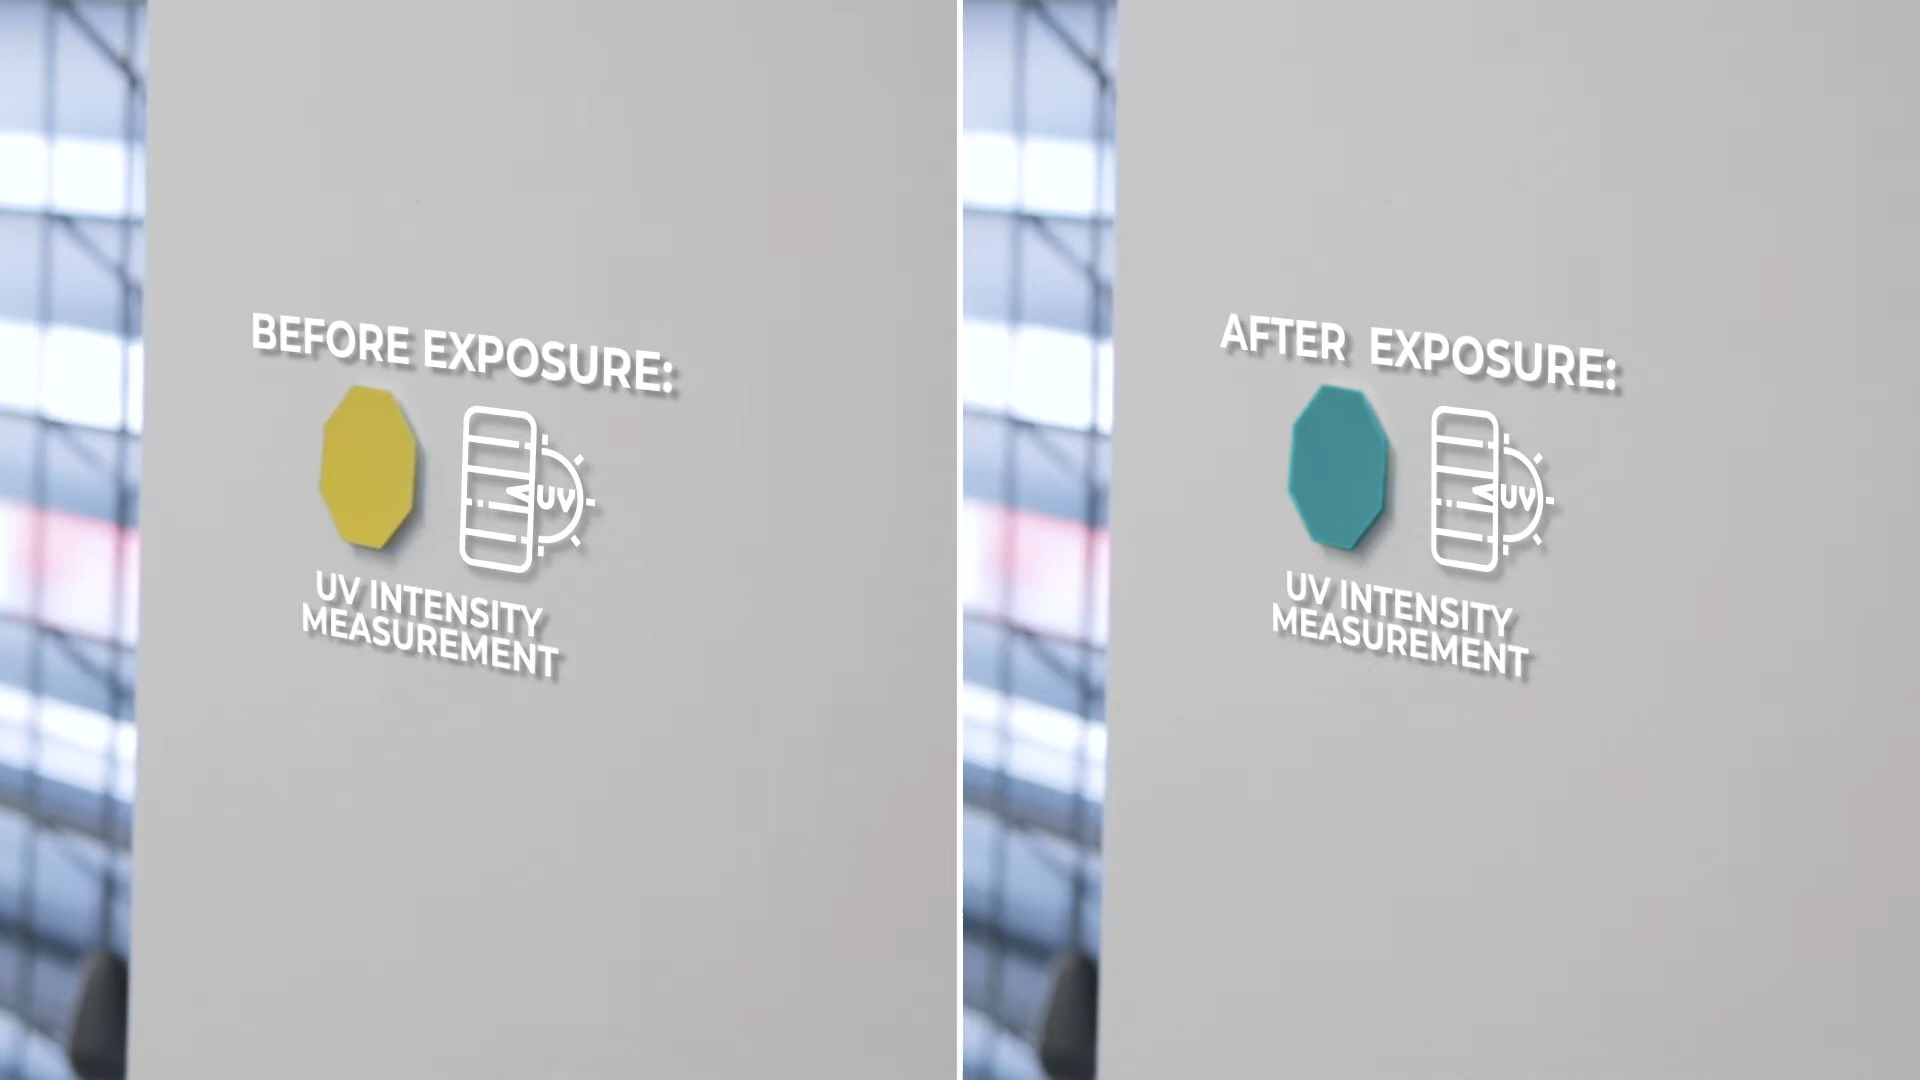 BEFORE EXPOSURE:
UV
UV INTENSITY
MEASUREMENT
AFTER EXPOSURE:
UV
UV INTENSITY
MEASUREMENT